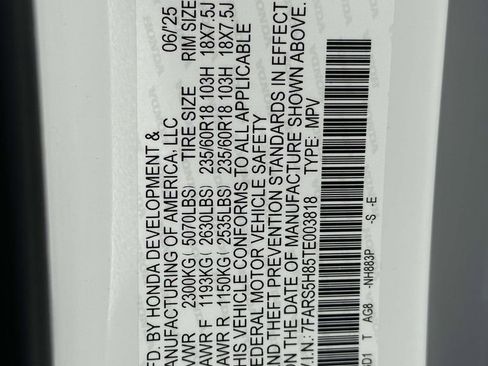 MFD. BY HONDA DEVELOPMENT & 06/'25
MANUFACTURING OF AMERICA, LLC
GVWR 2300KG (5070LBS) TIRE SIZE RIM SIZE
GAWR F 1193KG (2630LBS) 235/60R18 103H 18X7.5J
GAWR R 1150KG (2535LBS) 235/60R18 103H 18X7.5J
THIS VEHICLE CONFORMS TO ALL APPLICABLE
FEDERAL MOTOR VEHICLE SAFETY
AND THEFT PREVENTION STANDARDS IN EFFECT
ON THE DATE OF MANUFACTURE SHOWN ABOVE.
V.I.N.: 7FARS5H85TE003818 TYPE: MPV
T AG8 -NH883P -S -E